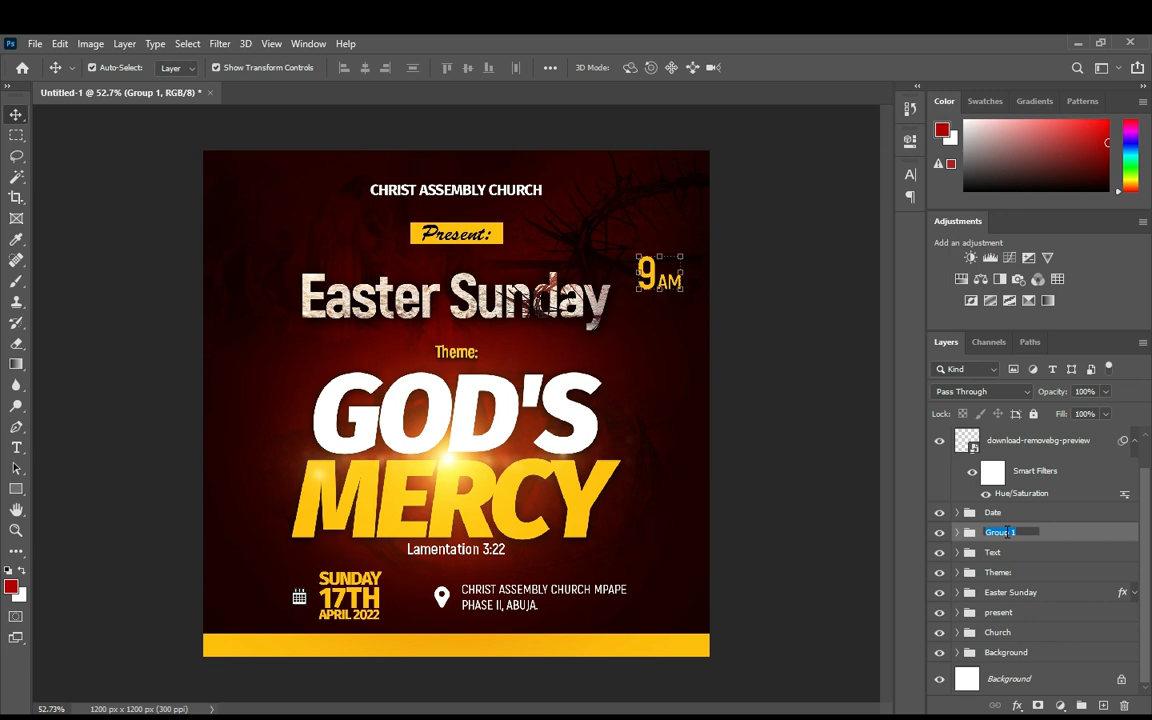 Ps File Edit Image Layer Type Select Filter 3D View Window Help
Auto-Select: Layer Show Transform Controls 3D Mode:
Untitled-1 @ 52.7% (Group 1, RGB/8) *
CHRIST ASSEMBLY CHURCH
Present:
9AM
Easter Sunday
Theme:
GOD'S
MERCY
Lamentation 3:22
SUNDAY
17TH
APRIL 2022
CHRIST ASSEMBLY CHURCH MPAPE
PHASE II, ABUJA.
Color Swatches Gradients Patterns
Adjustments
Add an adjustment
Layers Channels Paths
Kind
Pass Through Opacity: 100%
Lock: Fill: 100%
download-removebg-preview
Smart Filters
Hue/Saturation
Date
Group 1
Text
Theme:
Easter Sunday fx
present
Church
Background
Background
52.73% 1200 px x 1200 px (300 ppi)